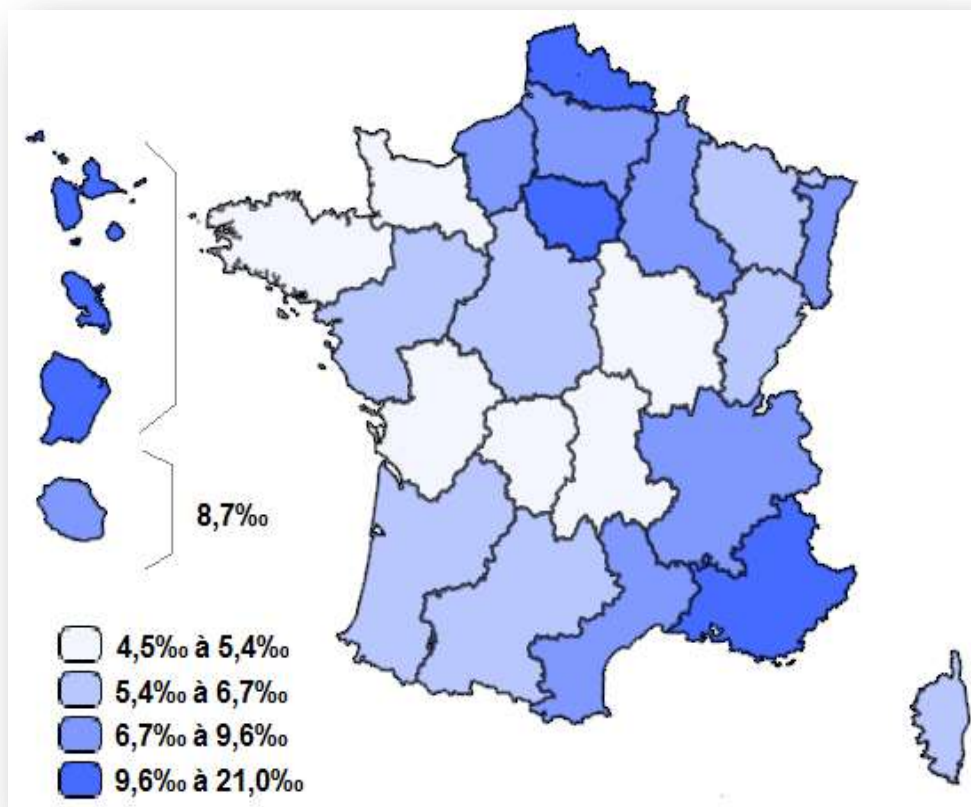 8,7‰
4,5‰ à 5,4‰
5,4‰ à 6,7‰
6,7‰ à 9,6‰
9,6‰ à 21,0‰